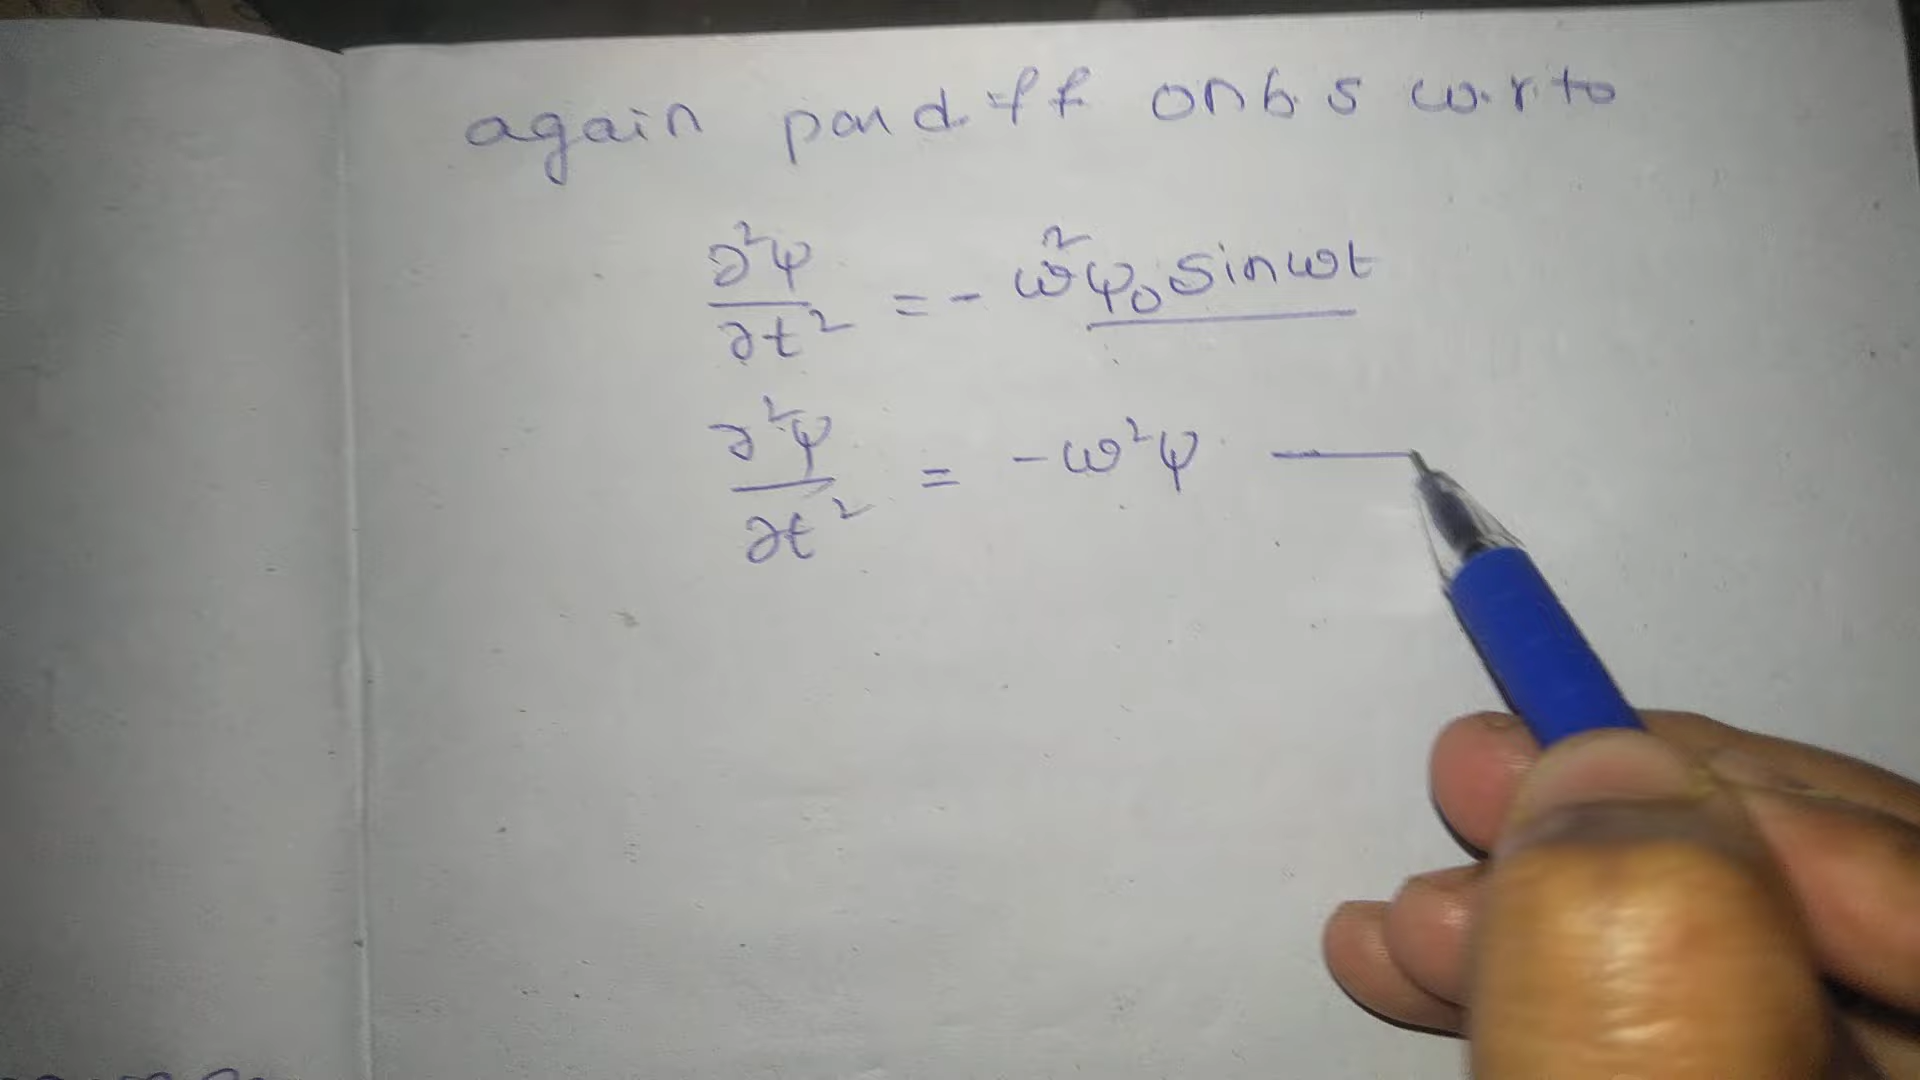 again par diff on b.s w.r.to
∂²ψ/∂t² = - ω²ψ₀ sinωt
∂²ψ/∂t² = -ω²ψ —